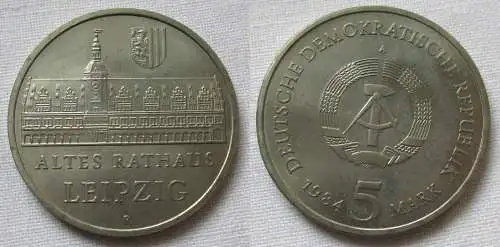 ALTES RATHAUS
LEIPZIG
DEUTSCHE DEMOKRATISCHE REPUBLIK
A
1984 5 MARK